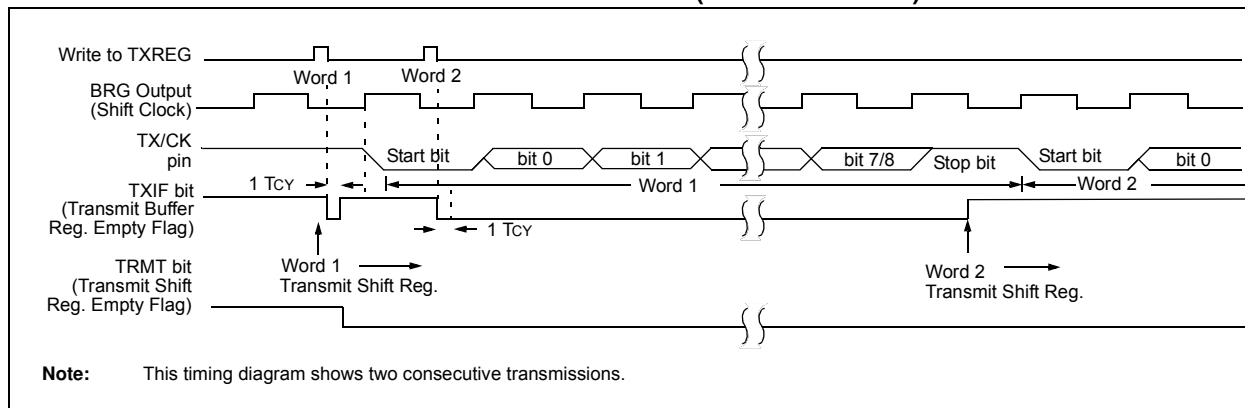 Write to TXREG
Word 1
Word 2
BRG Output
(Shift Clock)
TX/CK
pin
Start bit
bit 0
bit 1
bit 7/8
Stop bit
Start bit
bit 0
1 TCY
Word 1
Word 2
TXIF bit
(Transmit Buffer
Reg. Empty Flag)
1 TCY
Word 1
Transmit Shift Reg.
Word 2
Transmit Shift Reg.
TRMT bit
(Transmit Shift
Reg. Empty Flag)
Note: This timing diagram shows two consecutive transmissions.